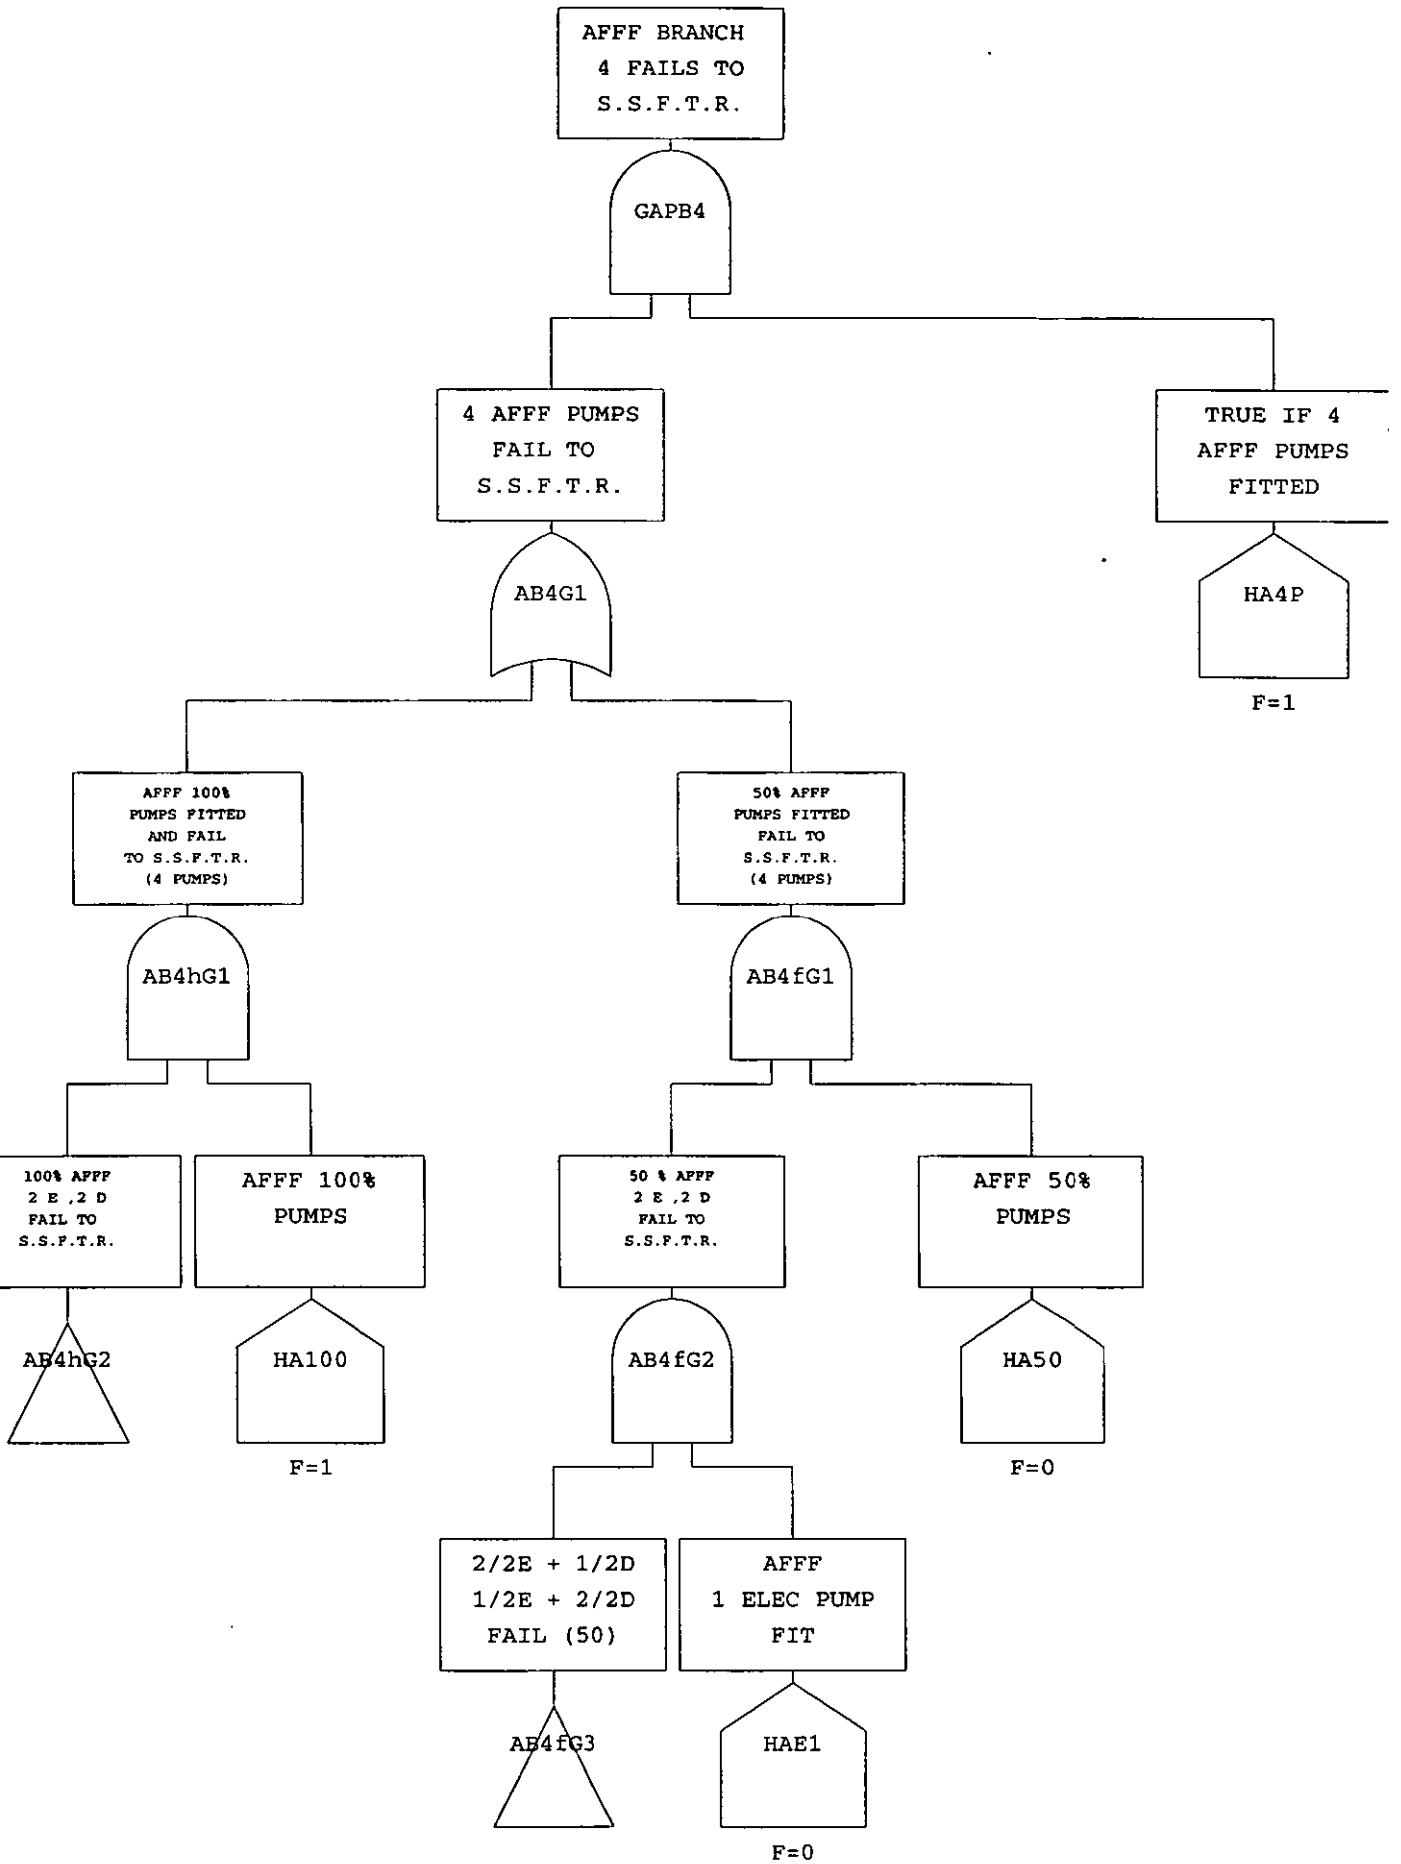 AFFF BRANCH
4 FAILS TO
S.S.F.T.R.
GAPB4
4 AFFF PUMPS
FAIL TO
S.S.F.T.R.
TRUE IF 4
AFFF PUMPS
FITTED
AB4G1
HA4P
F=1
AFFF 100%
PUMPS FITTED
AND FAIL
TO S.S.F.T.R.
(4 PUMPS)
50% AFFF
PUMPS FITTED
FAIL TO
S.S.F.T.R.
(4 PUMPS)
AB4hG1
AB4fG1
100% AFFF
2 E ,2 D
FAIL TO
S.S.F.T.R.
AFFF 100%
PUMPS
50 % AFFF
2 E ,2 D
FAIL TO
S.S.F.T.R.
AFFF 50%
PUMPS
AB4hG2
HA100
F=1
AB4fG2
HA50
F=0
2/2E + 1/2D
1/2E + 2/2D
FAIL (50)
AFFF
1 ELEC PUMP
FIT
AB4fG3
HAE1
F=0